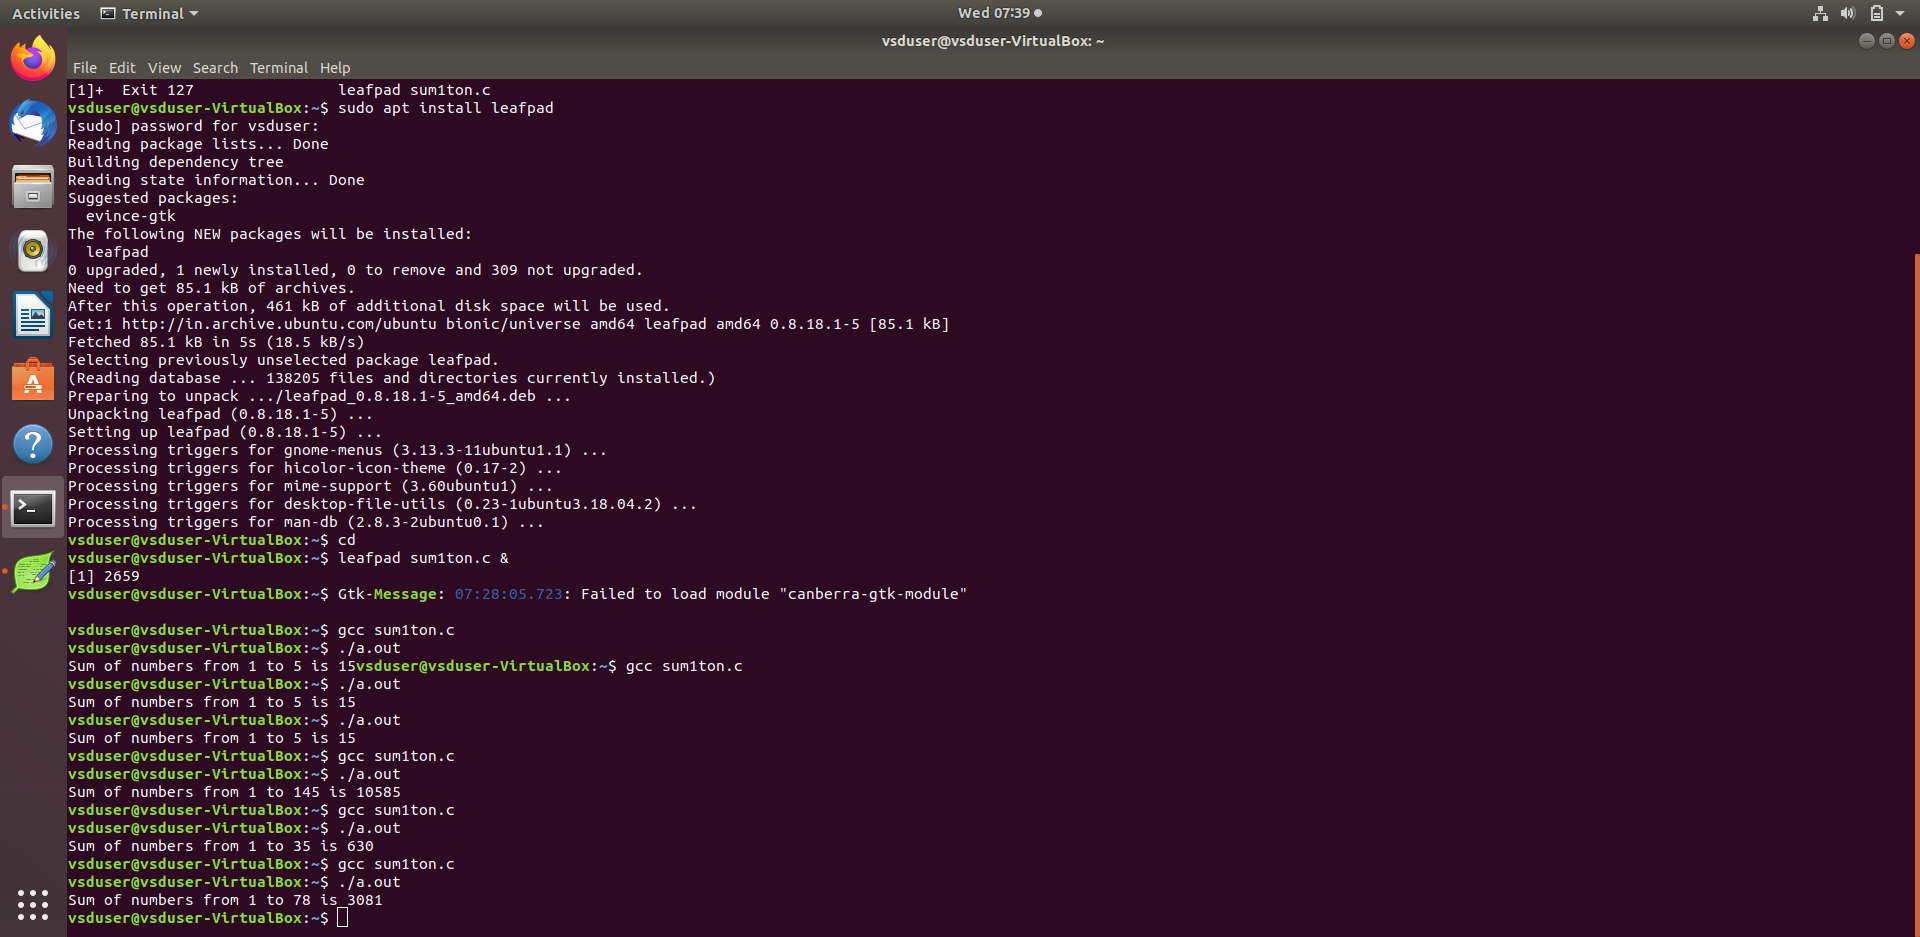 Activities Terminal Wed 07:39
vsduser@vsduser-VirtualBox: ~
File Edit View Search Terminal Help
[1]+  Exit 127                leafpad sum1ton.c
vsduser@vsduser-VirtualBox:~$ sudo apt install leafpad
[sudo] password for vsduser:
Reading package lists... Done
Building dependency tree
Reading state information... Done
Suggested packages:
  evince-gtk
The following NEW packages will be installed:
  leafpad
0 upgraded, 1 newly installed, 0 to remove and 309 not upgraded.
Need to get 85.1 kB of archives.
After this operation, 461 kB of additional disk space will be used.
Get:1 http://in.archive.ubuntu.com/ubuntu bionic/universe amd64 leafpad amd64 0.8.18.1-5 [85.1 kB]
Fetched 85.1 kB in 5s (18.5 kB/s)
Selecting previously unselected package leafpad.
(Reading database ... 138205 files and directories currently installed.)
Preparing to unpack .../leafpad_0.8.18.1-5_amd64.deb ...
Unpacking leafpad (0.8.18.1-5) ...
Setting up leafpad (0.8.18.1-5) ...
Processing triggers for gnome-menus (3.13.3-11ubuntu1.1) ...
Processing triggers for hicolor-icon-theme (0.17-2) ...
Processing triggers for mime-support (3.60ubuntu1) ...
Processing triggers for desktop-file-utils (0.23-1ubuntu3.18.04.2) ...
Processing triggers for man-db (2.8.3-2ubuntu0.1) ...
vsduser@vsduser-VirtualBox:~$ cd
vsduser@vsduser-VirtualBox:~$ leafpad sum1ton.c &
[1] 2659
vsduser@vsduser-VirtualBox:~$ Gtk-Message: 07:28:05.723: Failed to load module "canberra-gtk-module"
vsduser@vsduser-VirtualBox:~$ gcc sum1ton.c
vsduser@vsduser-VirtualBox:~$ ./a.out
Sum of numbers from 1 to 5 is 15vsduser@vsduser-VirtualBox:~$ gcc sum1ton.c
vsduser@vsduser-VirtualBox:~$ ./a.out
Sum of numbers from 1 to 5 is 15
vsduser@vsduser-VirtualBox:~$ ./a.out
Sum of numbers from 1 to 5 is 15
vsduser@vsduser-VirtualBox:~$ gcc sum1ton.c
vsduser@vsduser-VirtualBox:~$ ./a.out
Sum of numbers from 1 to 145 is 10585
vsduser@vsduser-VirtualBox:~$ gcc sum1ton.c
vsduser@vsduser-VirtualBox:~$ ./a.out
Sum of numbers from 1 to 35 is 630
vsduser@vsduser-VirtualBox:~$ gcc sum1ton.c
vsduser@vsduser-VirtualBox:~$ ./a.out
Sum of numbers from 1 to 78 is 3081
vsduser@vsduser-VirtualBox:~$